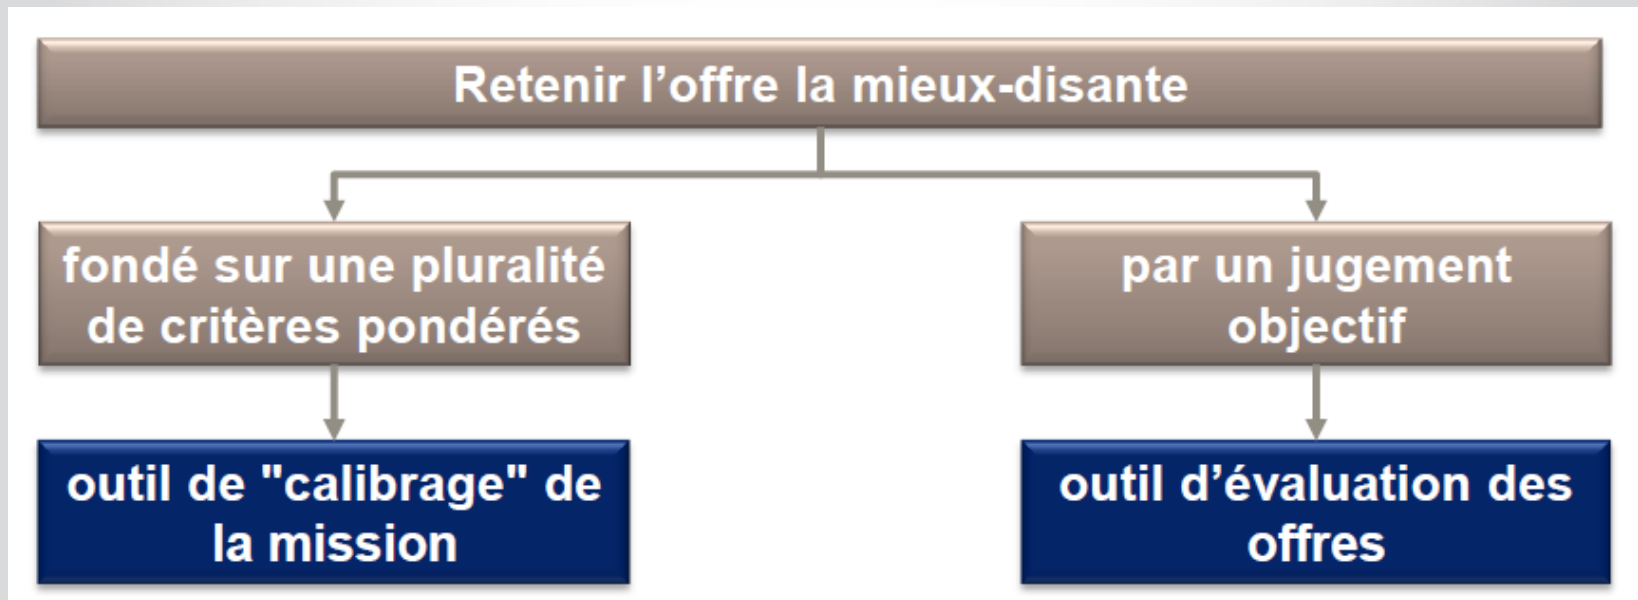 Retenir l’offre la mieux-disante
fondé sur une pluralité
de critères pondérés
par un jugement
objectif
outil de "calibrage" de
la mission
outil d’évaluation des
offres